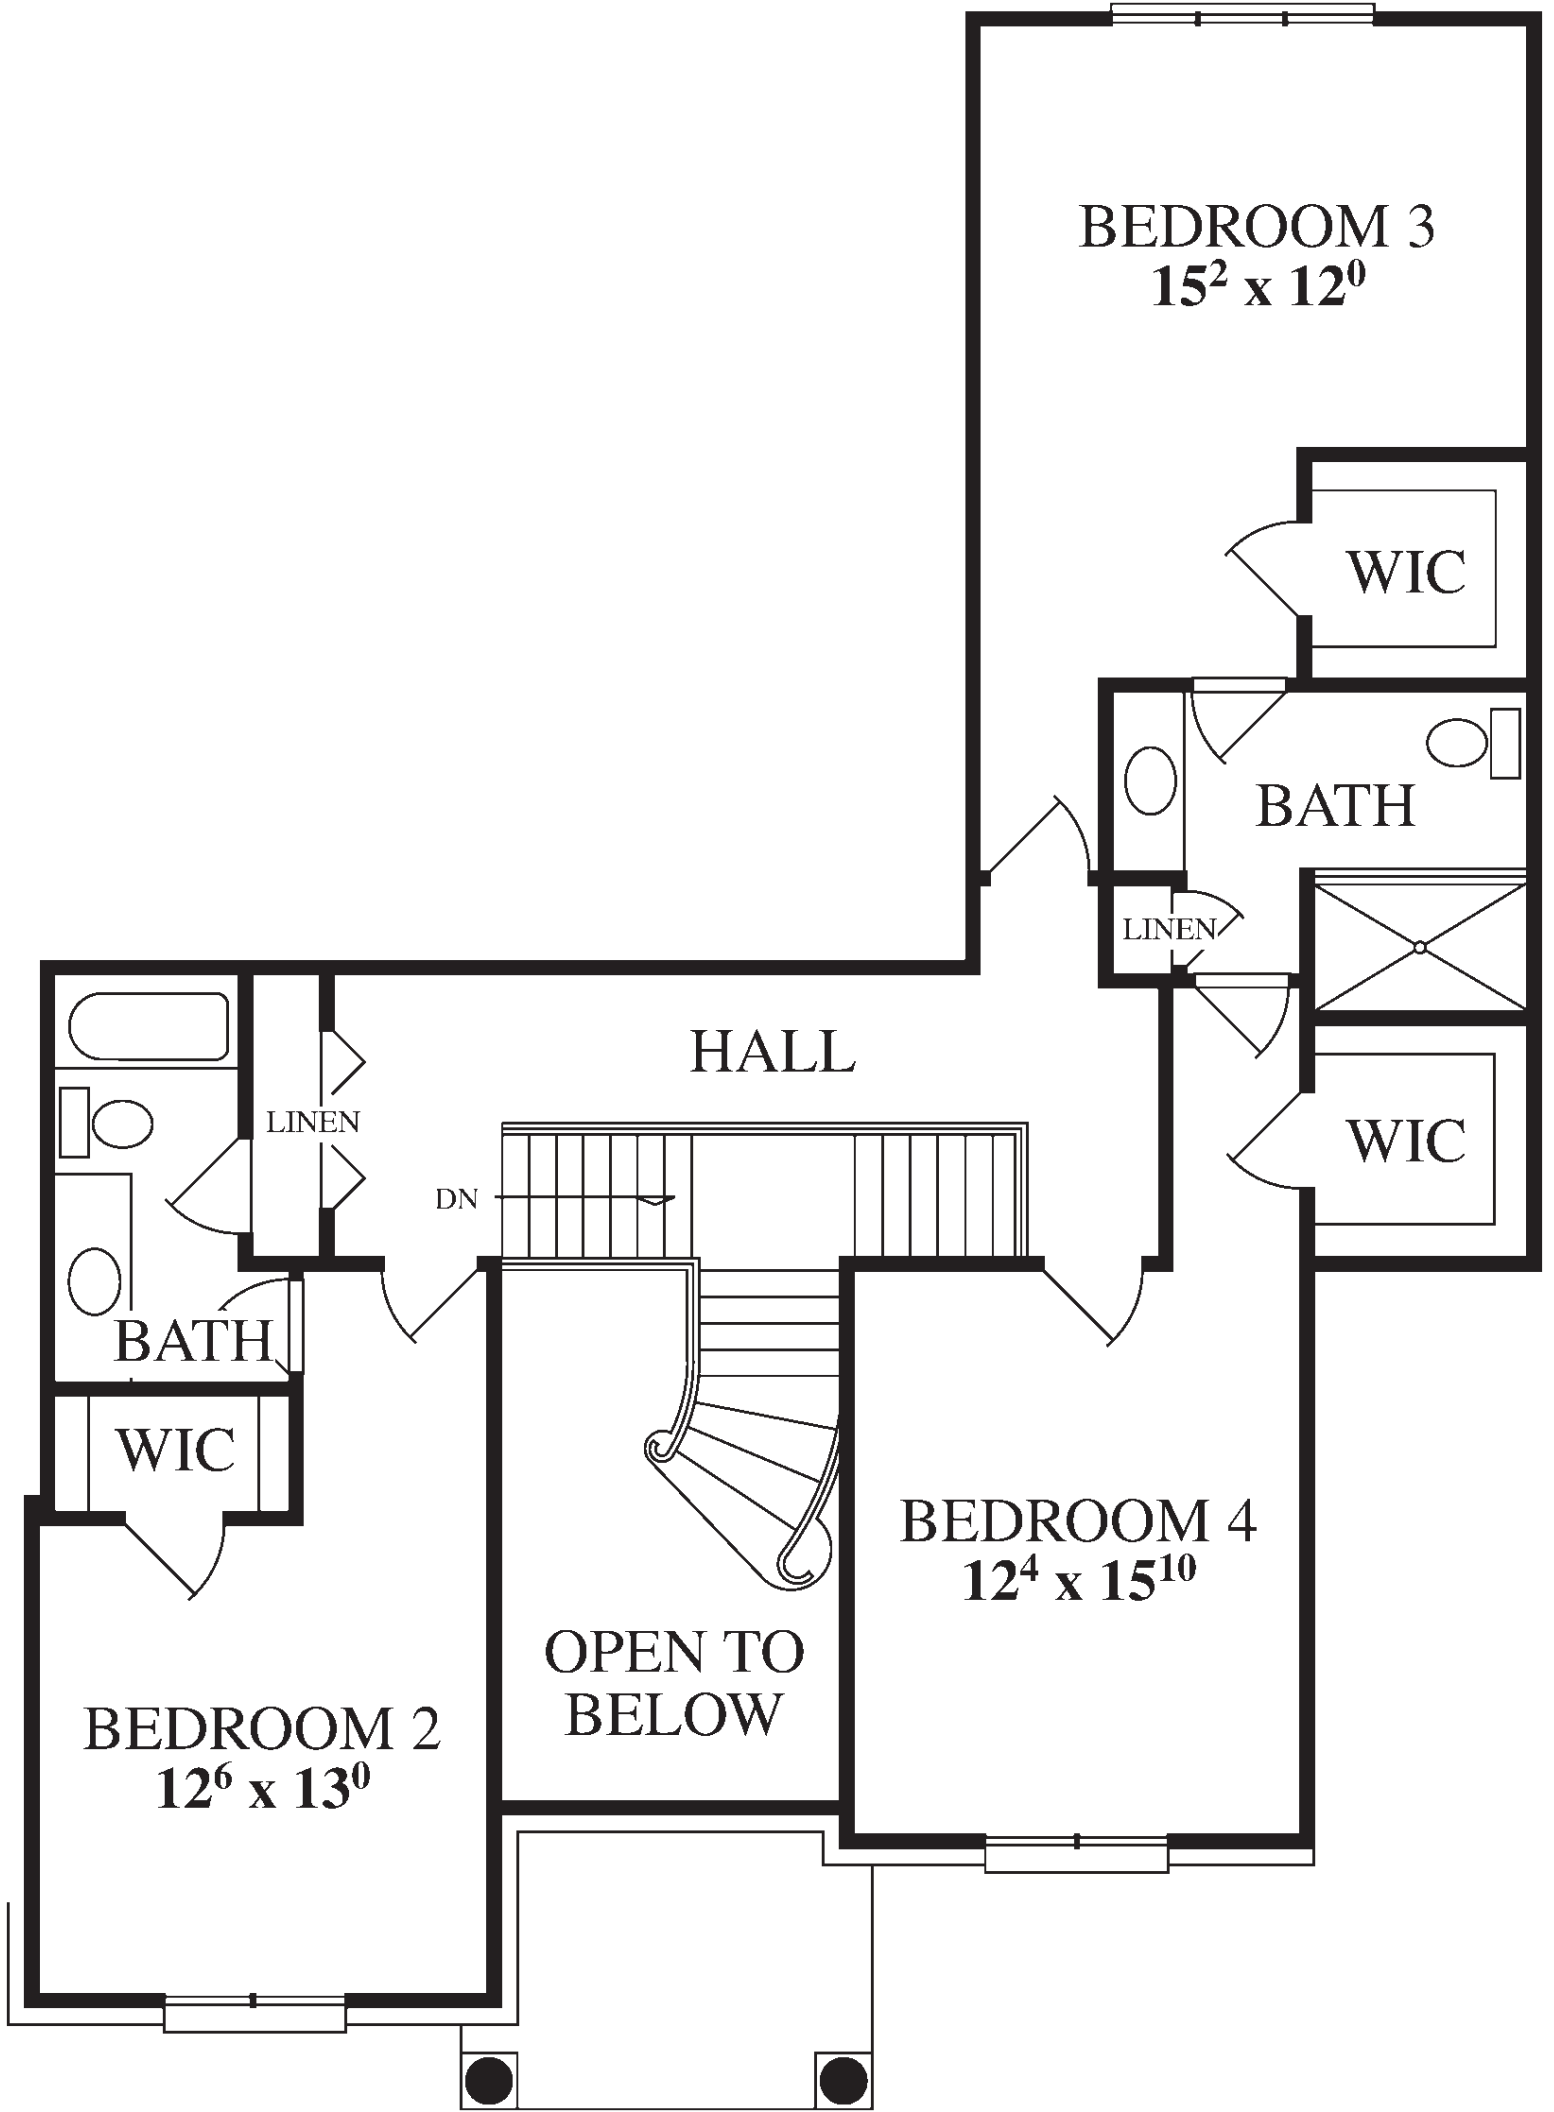 BEDROOM 3
15² x 12⁰
WIC
BATH
LINEN
HALL
LINEN
WIC
DN
BATH
WIC
BEDROOM 4
12⁴ x 15¹⁰
OPEN TO
BELOW
BEDROOM 2
12⁶ x 13⁰